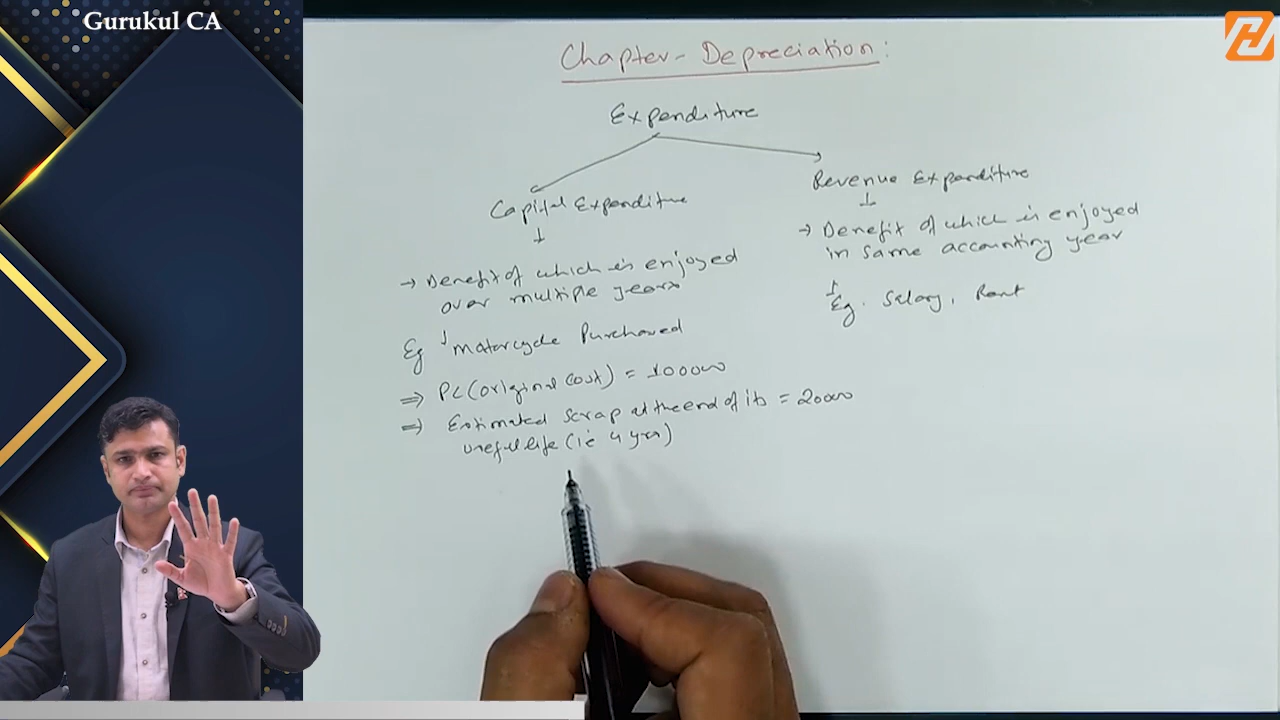 Gurukul CA
Chapter - Depreciation:
Expenditure
Capital Expenditure
→ Benefit of which is enjoyed
over multiple years
Eg Motorcycle Purchased
⇒ PC (original Cost) = 100000
⇒ Estimated Scrap at the end of its = 20000
useful life (ie 4 yrs)
Revenue Expenditure
→ Benefit of which is enjoyed
in same accounting year
Eg. Salary, Rent